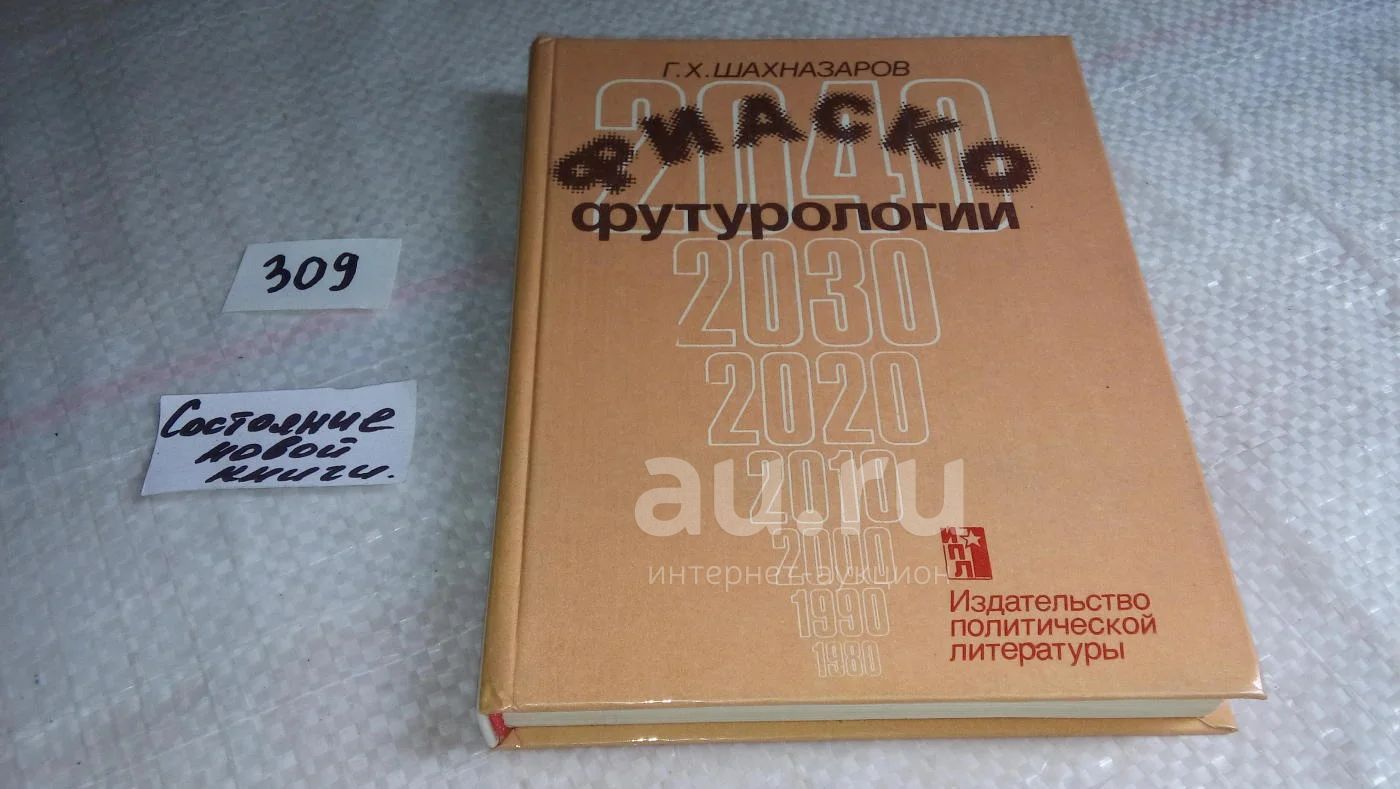 Г.Х.ШАХНАЗАРОВ
2040
ФИАСКО
футурологии
2030
2020
2010
2000
1990
1980
309
Состояние
новой
книги.
au.ru
интернет-аукцион
ИПЛ
Издательство
политической
литературы